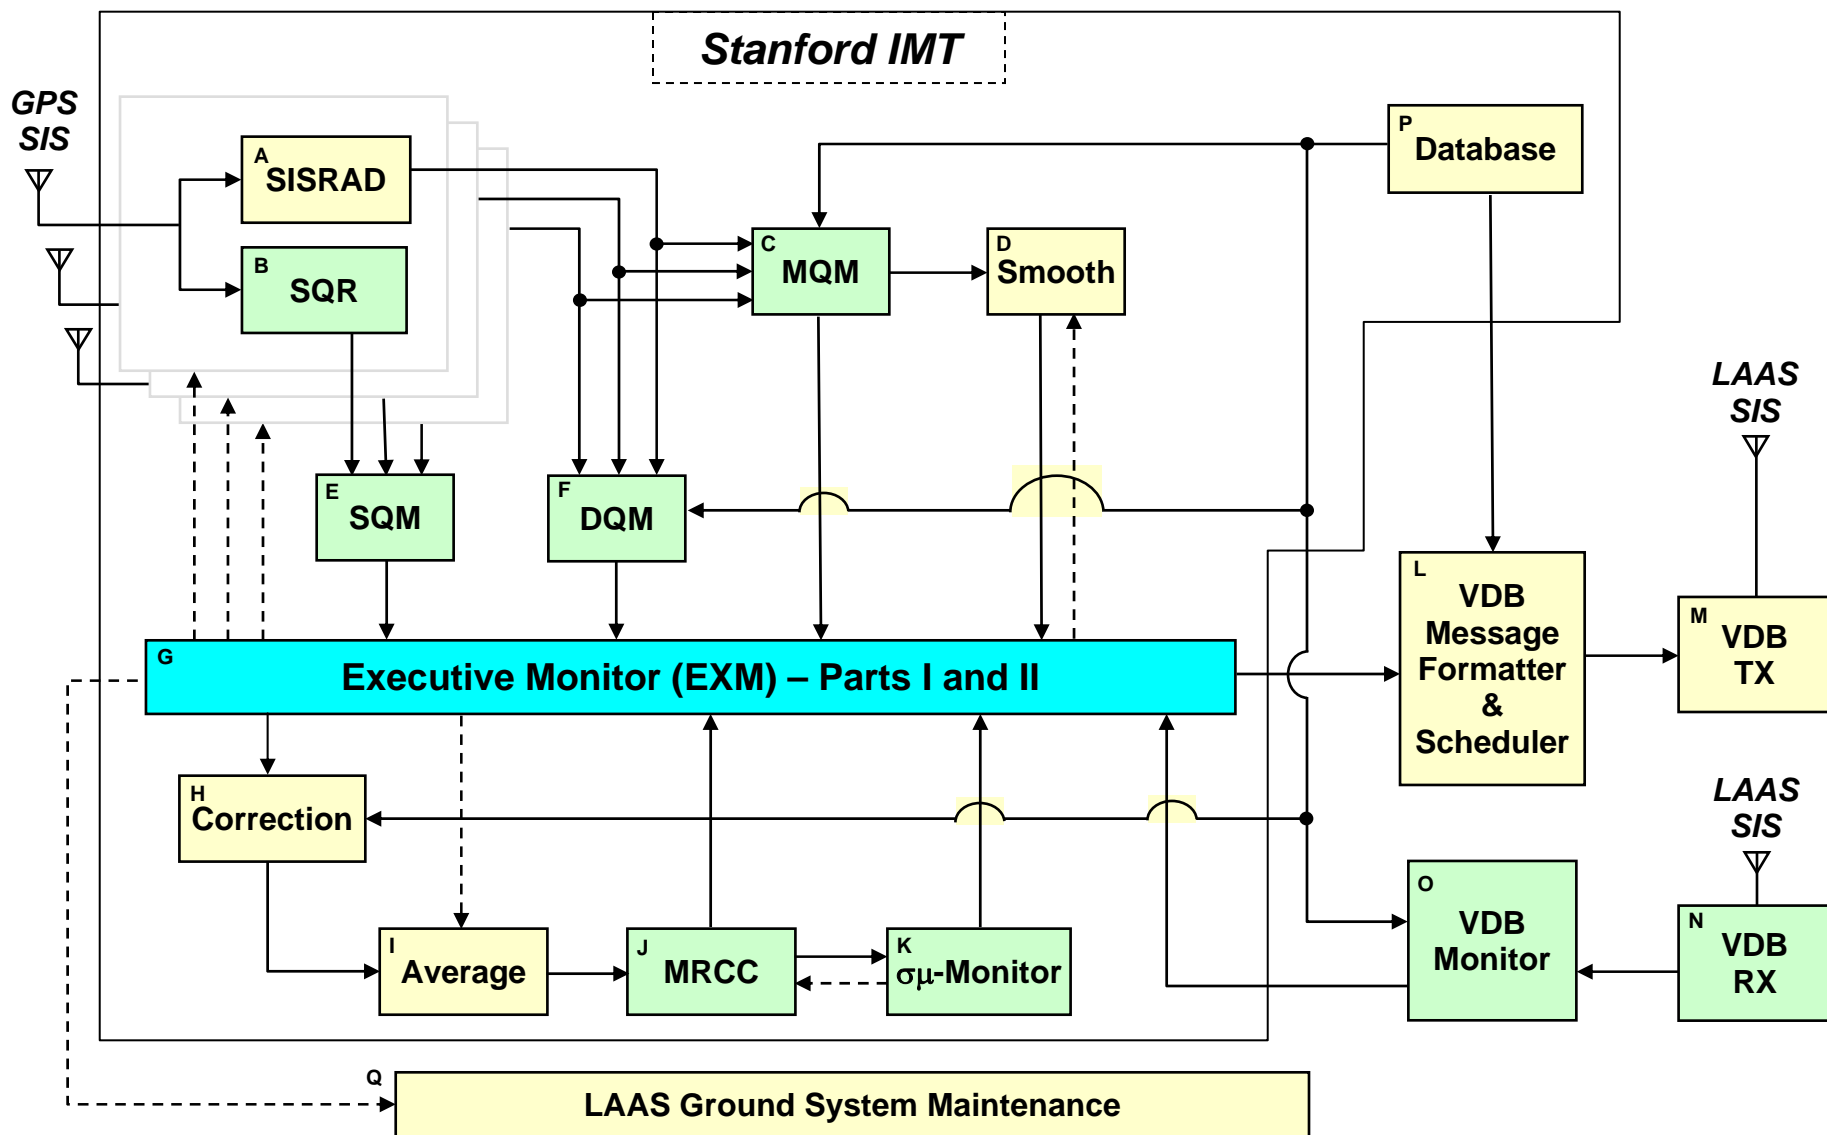 Stanford IMT
GPS
SIS
A
SISRAD
B
SQR
P
Database
C
MQM
D
Smooth
LAAS
SIS
E
SQM
F
DQM
L
VDB
Message
Formatter
&
Scheduler
M
VDB
TX
G
Executive Monitor (EXM) – Parts I and II
H
Correction
LAAS
SIS
I
Average
J
MRCC
K
σμ-Monitor
O
VDB
Monitor
N
VDB
RX
Q
LAAS Ground System Maintenance